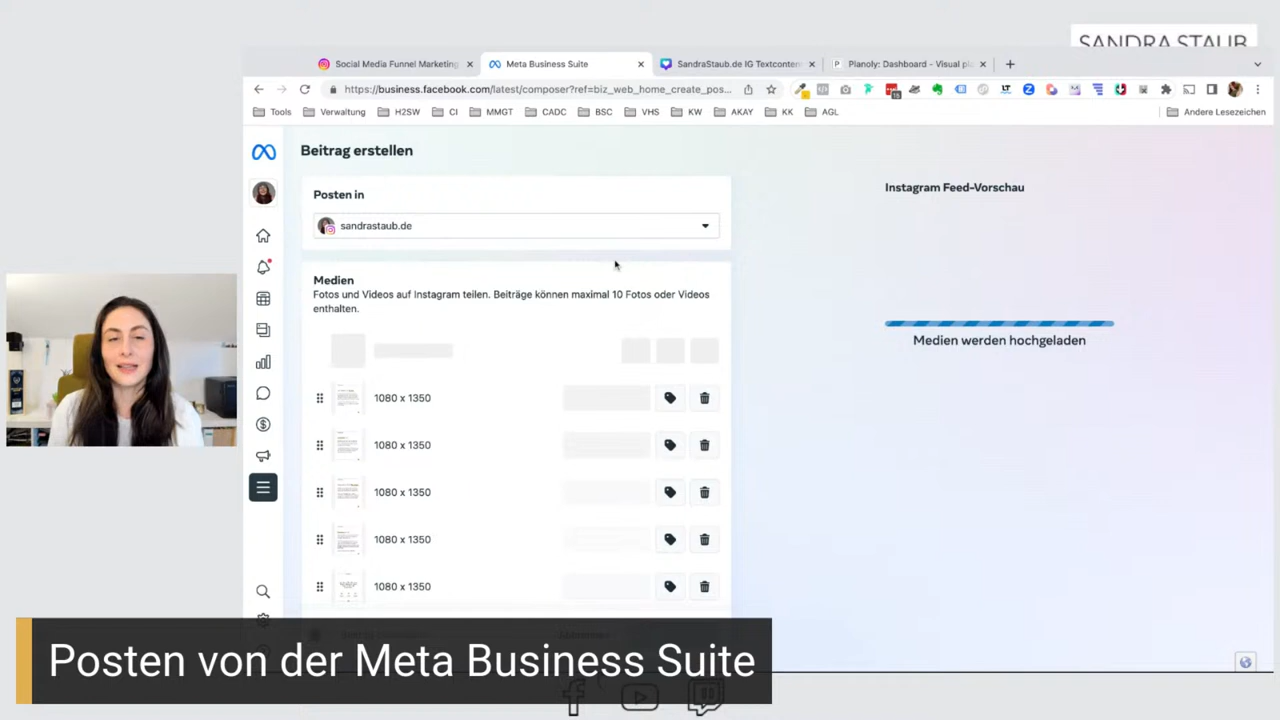 SANDRA STAUB
Social Media Funnel Marketing
Meta Business Suite
SandraStaub.de IG Textconten
Planoly: Dashboard - Visual pl
https://business.facebook.com/latest/composer?ref=biz_web_home_create_pos...
Tools
Verwaltung
H2SW
CI
MMGT
CADC
BSC
VHS
KW
AKAY
KK
AGL
Andere Lesezeichen
Beitrag erstellen
Posten in
sandrastaub.de
Medien
Fotos und Videos auf Instagram teilen. Beiträge können maximal 10 Fotos oder Videos
enthalten.
1080 x 1350
1080 x 1350
1080 x 1350
1080 x 1350
1080 x 1350
Instagram Feed-Vorschau
Medien werden hochgeladen
Posten von der Meta Business Suite